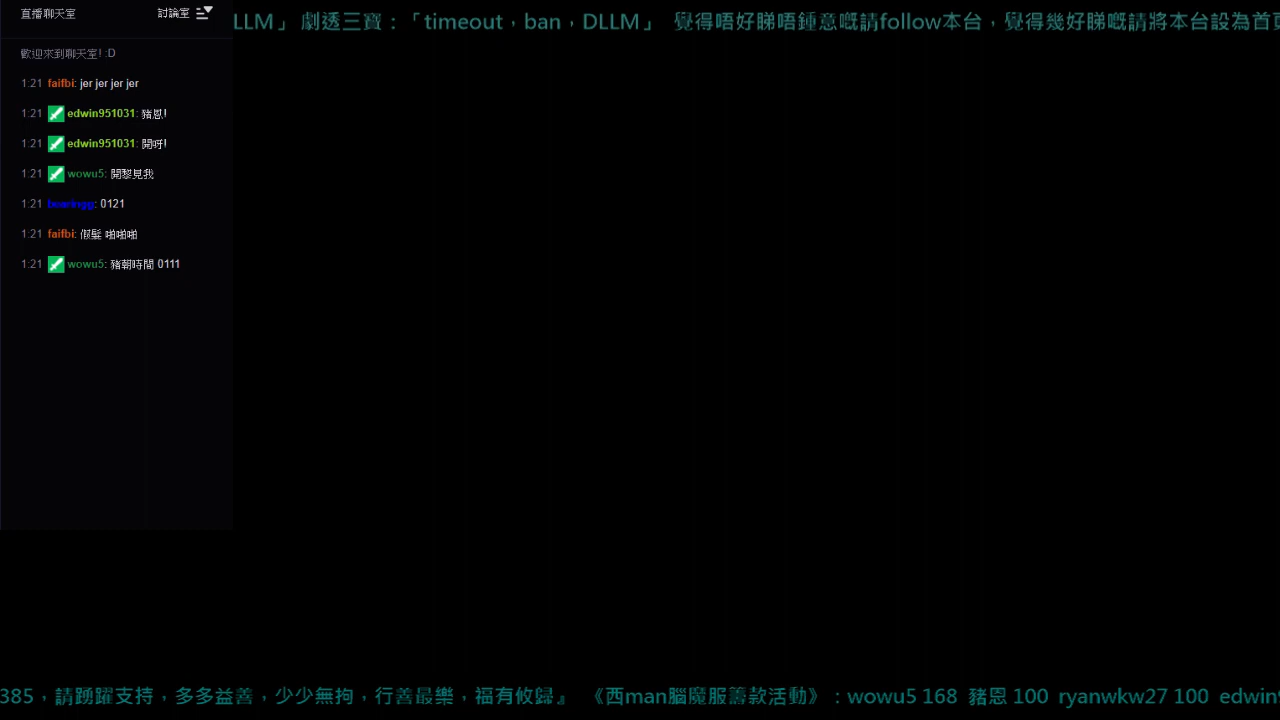 直播聊天室 討論室
LLM」 劇透三寶：「timeout，ban，DLLM」 覺得唔好睇唔鍾意嘅請follow本台，覺得幾好睇嘅請將本台設為首頁
歡迎來到聊天室! :D
1:21 faifbi: jer jer jer jer
1:21 edwin951031: 豬恩!
1:21 edwin951031: 開呀!
1:21 wowu5: 開黎見我
1:21 bearingg: 0121
1:21 faifbi: 假髮 啪啪啪
1:21 wowu5: 豬朝時間 0111
385，請踴躍支持，多多益善，少少無拘，行善最樂，福有攸歸』 《西man腦魔服籌款活動》：wowu5 168 豬恩 100 ryanwkw27 100 edwin9